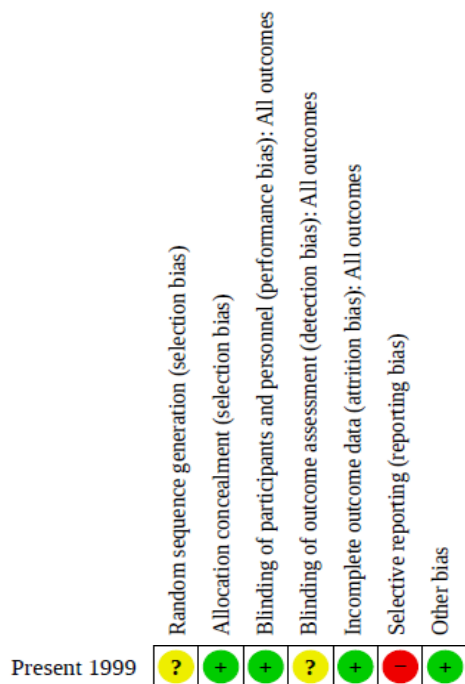 Random sequence generation (selection bias)
Allocation concealment (selection bias)
Blinding of participants and personnel (performance bias): All outcomes
Blinding of outcome assessment (detection bias): All outcomes
Incomplete outcome data (attrition bias): All outcomes
Selective reporting (reporting bias)
Other bias
Present 1999 ? + + ? + − +